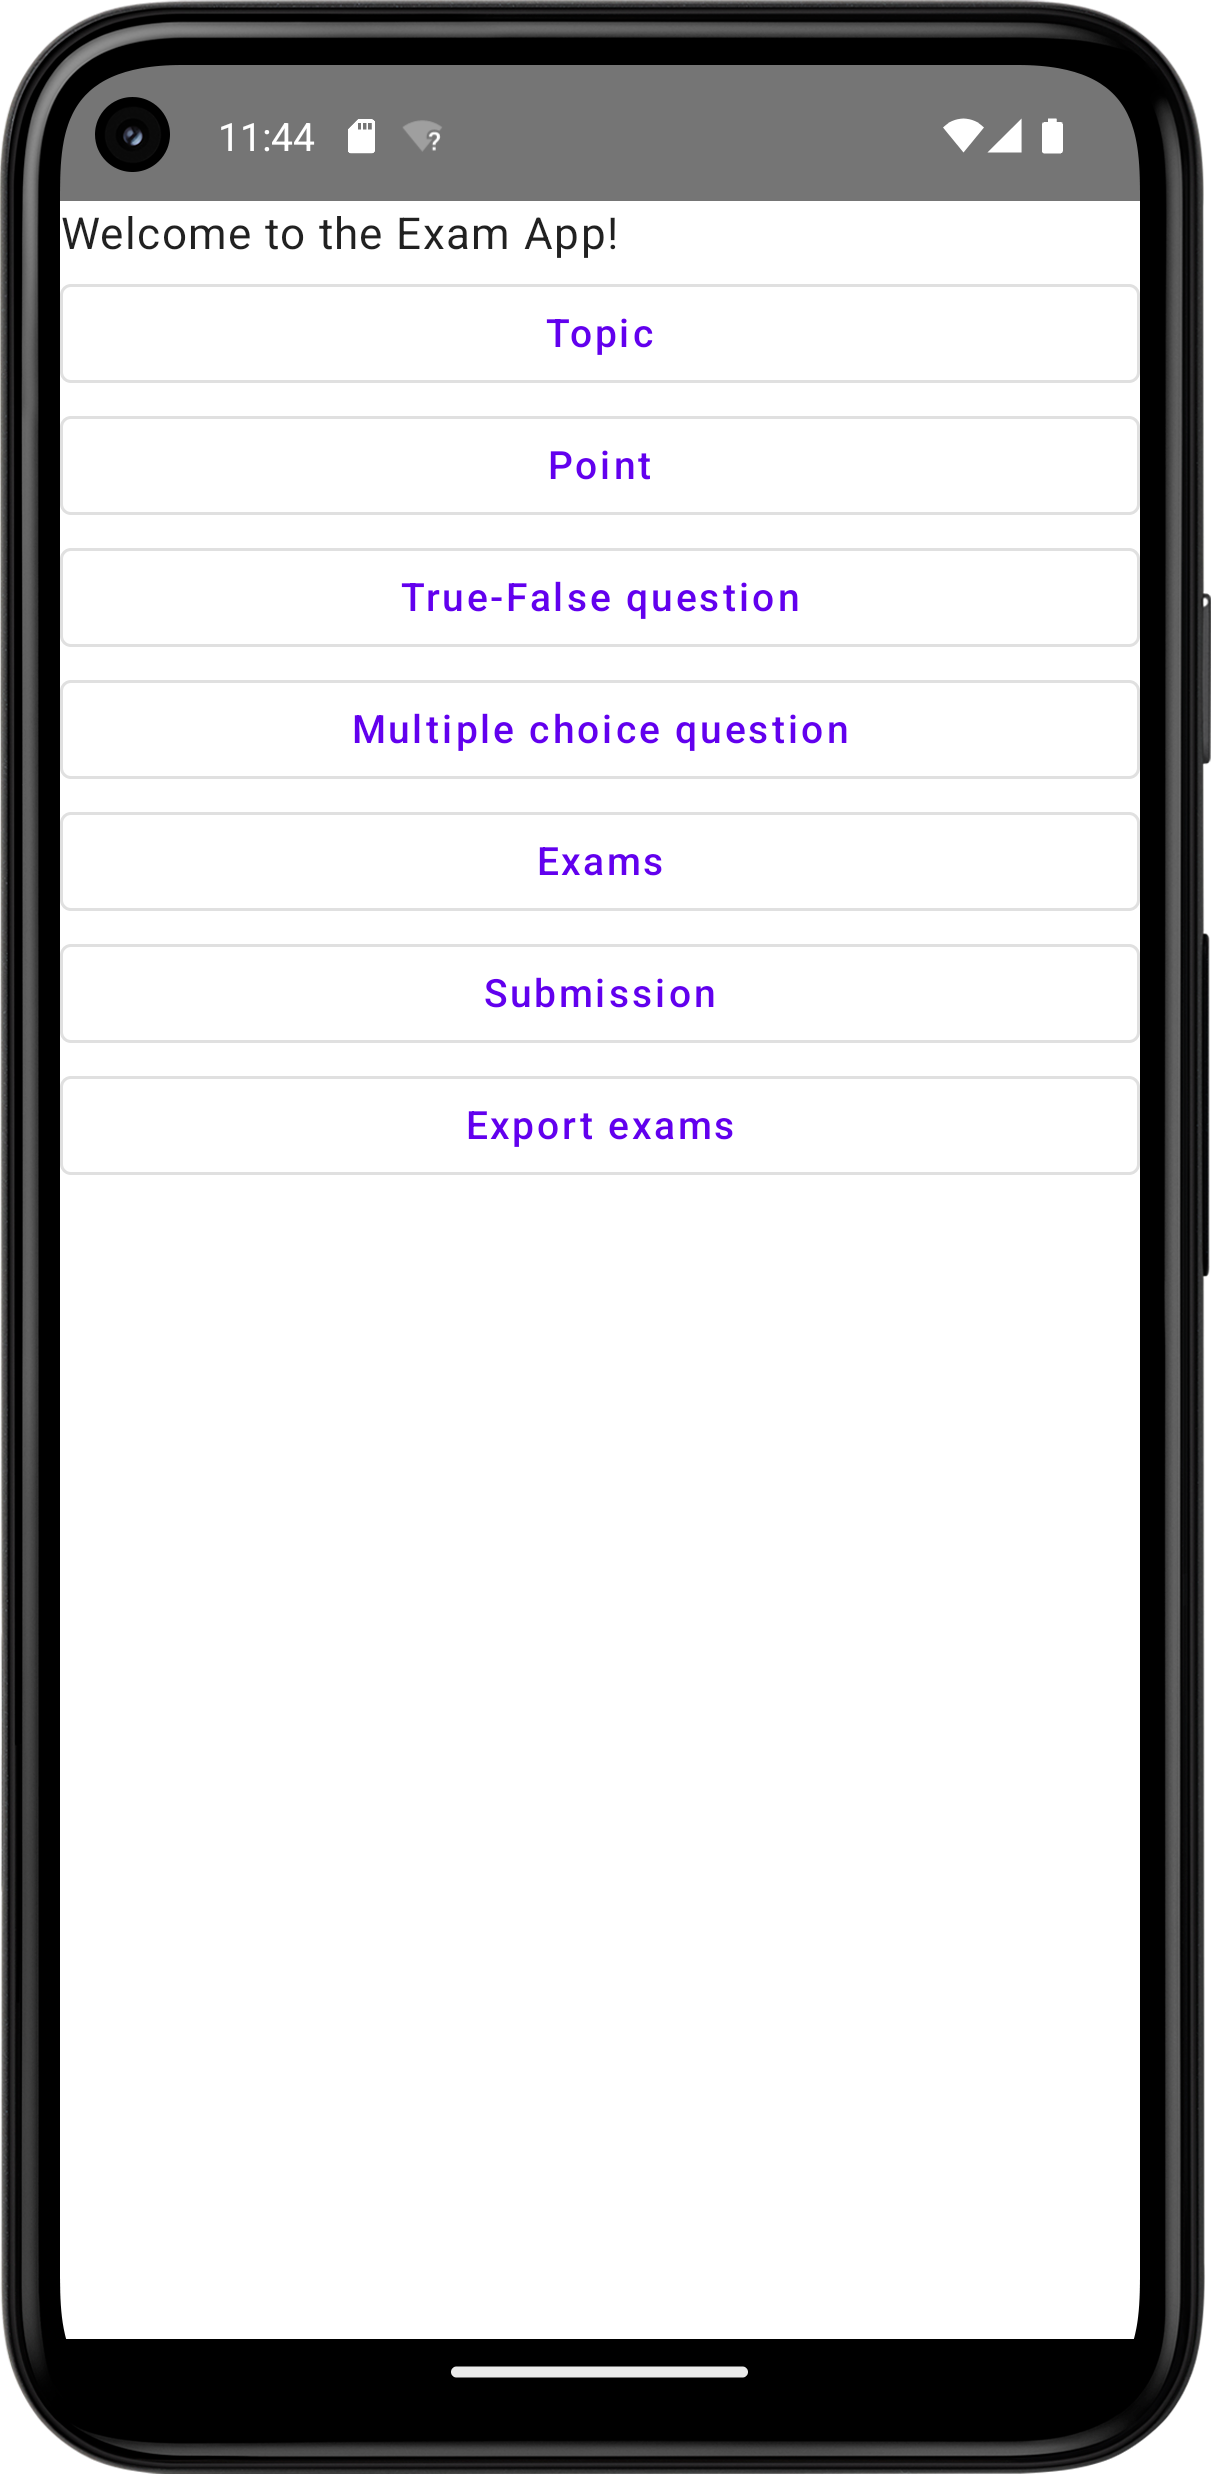 11:44
Welcome to the Exam App!
Topic
Point
True-False question
Multiple choice question
Exams
Submission
Export exams